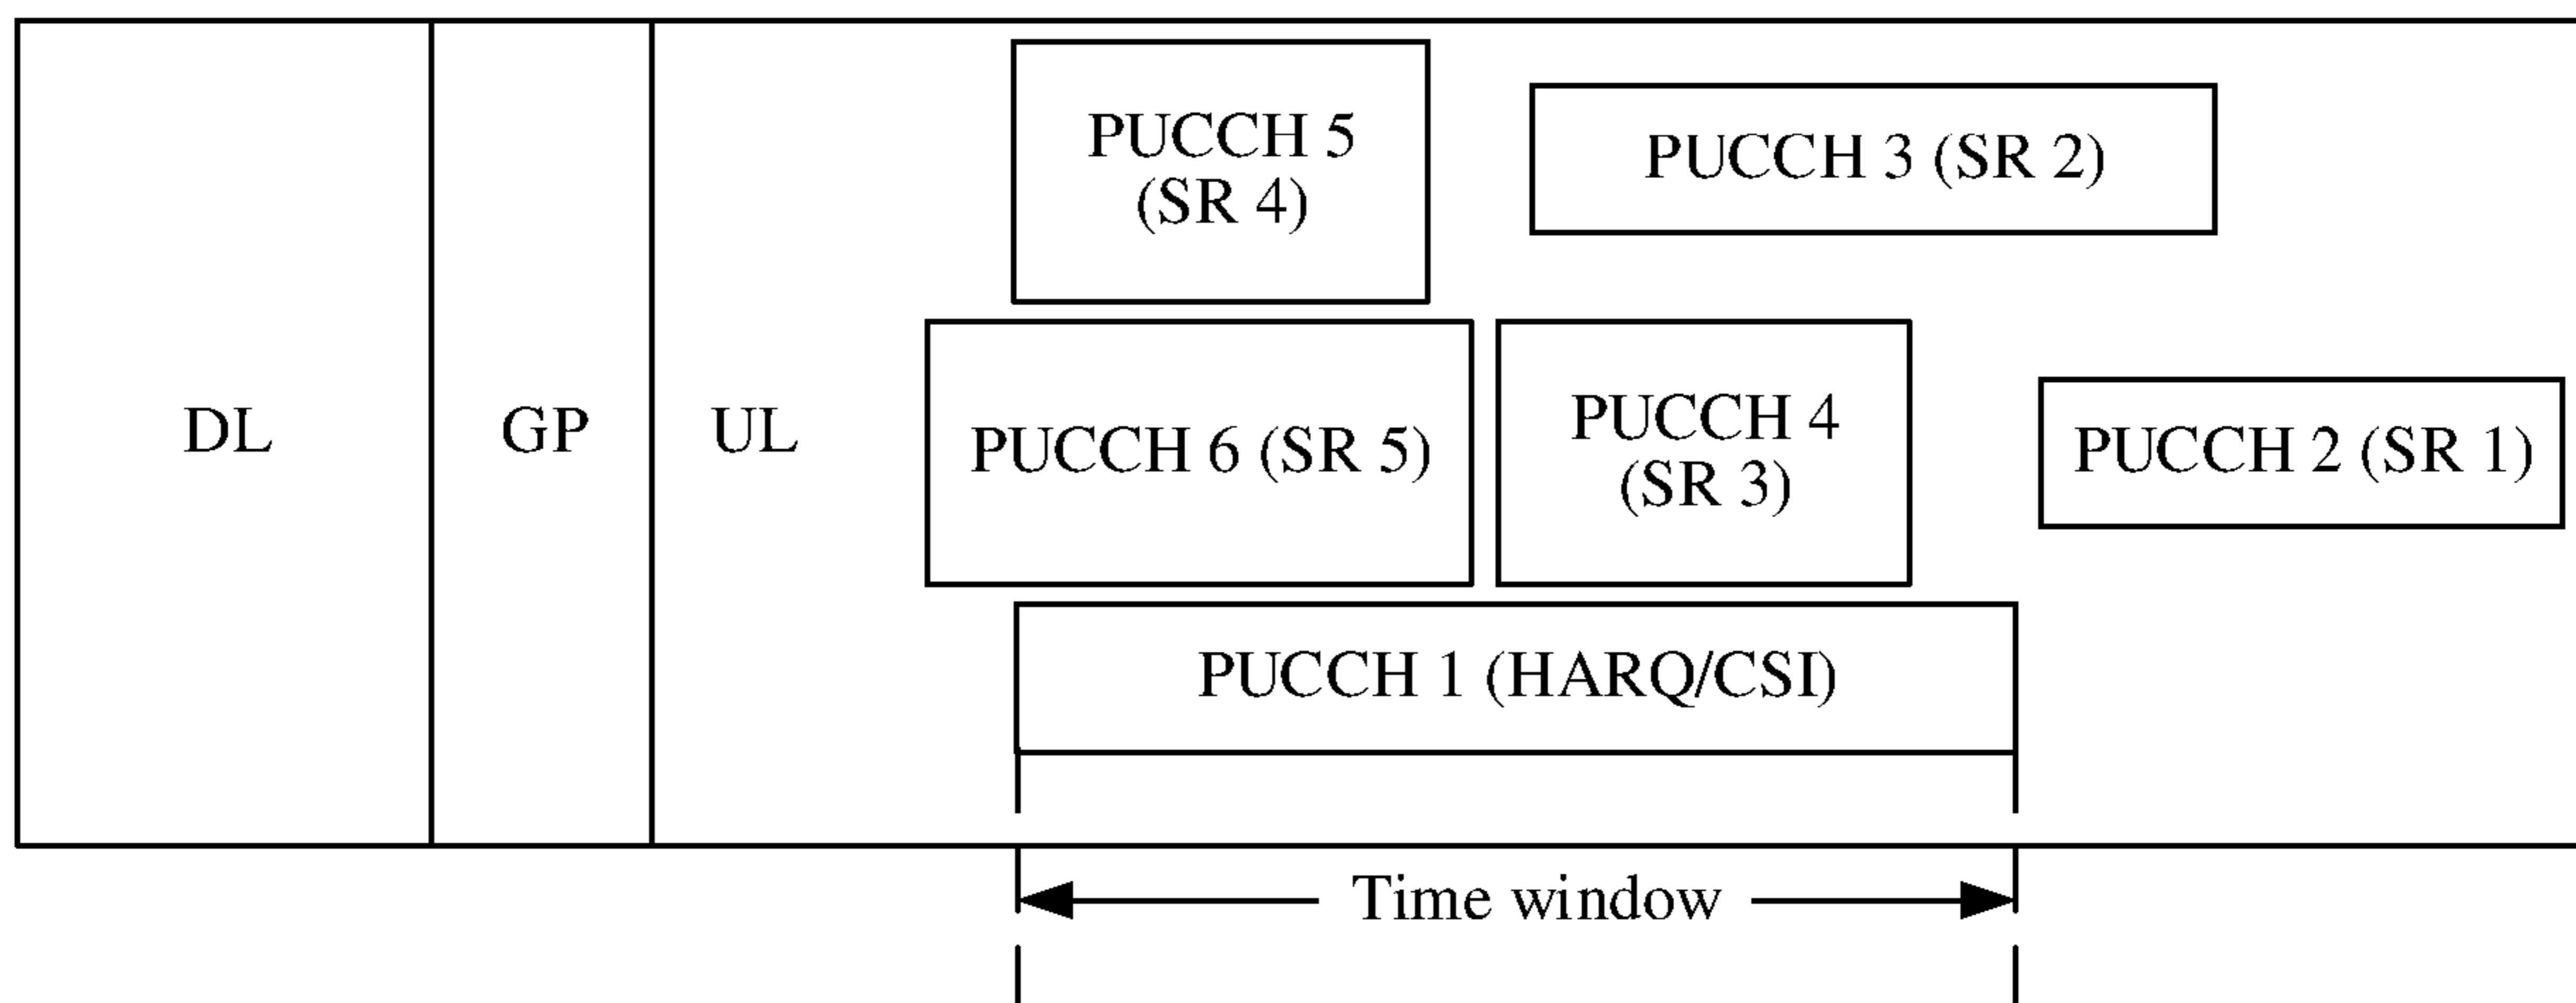 PUCCH 5
(SR 4)
PUCCH 3 (SR 2)
DL
GP
UL
PUCCH 6 (SR 5)
PUCCH 4
(SR 3)
PUCCH 2 (SR 1)
PUCCH 1 (HARQ/CSI)
Time window